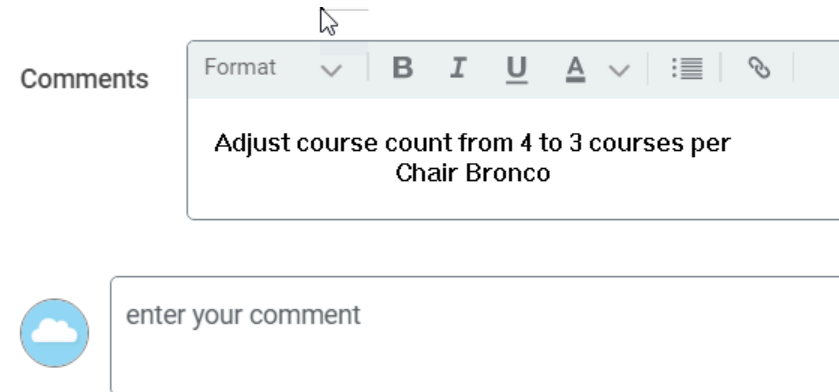 Comments
Format B I U A
Adjust course count from 4 to 3 courses per
Chair Bronco
enter your comment